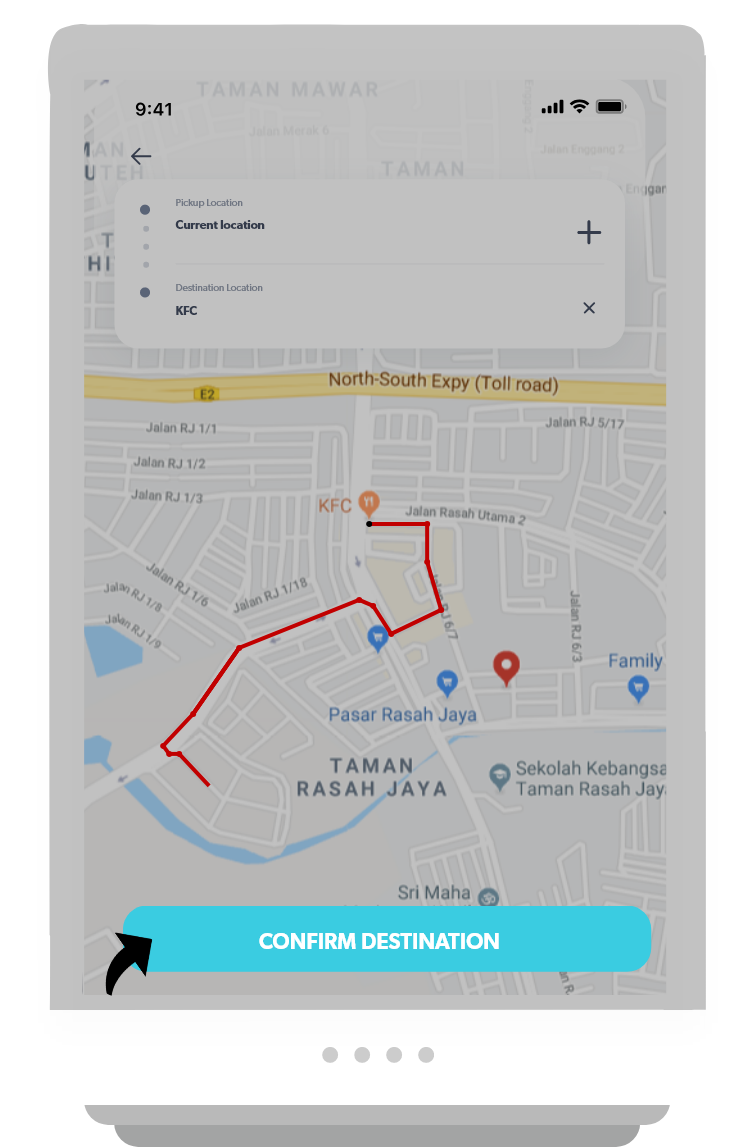 TAMAN MAWAR
9:41
Jalan Merak 6
Enggang 2
Jalan Enggang 2
TAMAN
Enggan
Pickup Location
Current location
Destination Location
KFC
North-South Expy (Toll road)
E2
Jalan RJ 1/1
Jalan RJ 5/17
Jalan RJ 1/2
Jalan RJ 1/3
KFC
Jalan Rasah Utama 2
Jalan RJ 1/6
Jalan RJ 1/8
Jalan RJ 1/18
Jalan RJ 1/9
Jalan RJ 6/7
Jalan RJ 6/3
Family
Pasar Rasah Jaya
TAMAN
RASAH JAYA
Sekolah Kebangsa
Taman Rasah Jay
Sri Maha
CONFIRM DESTINATION